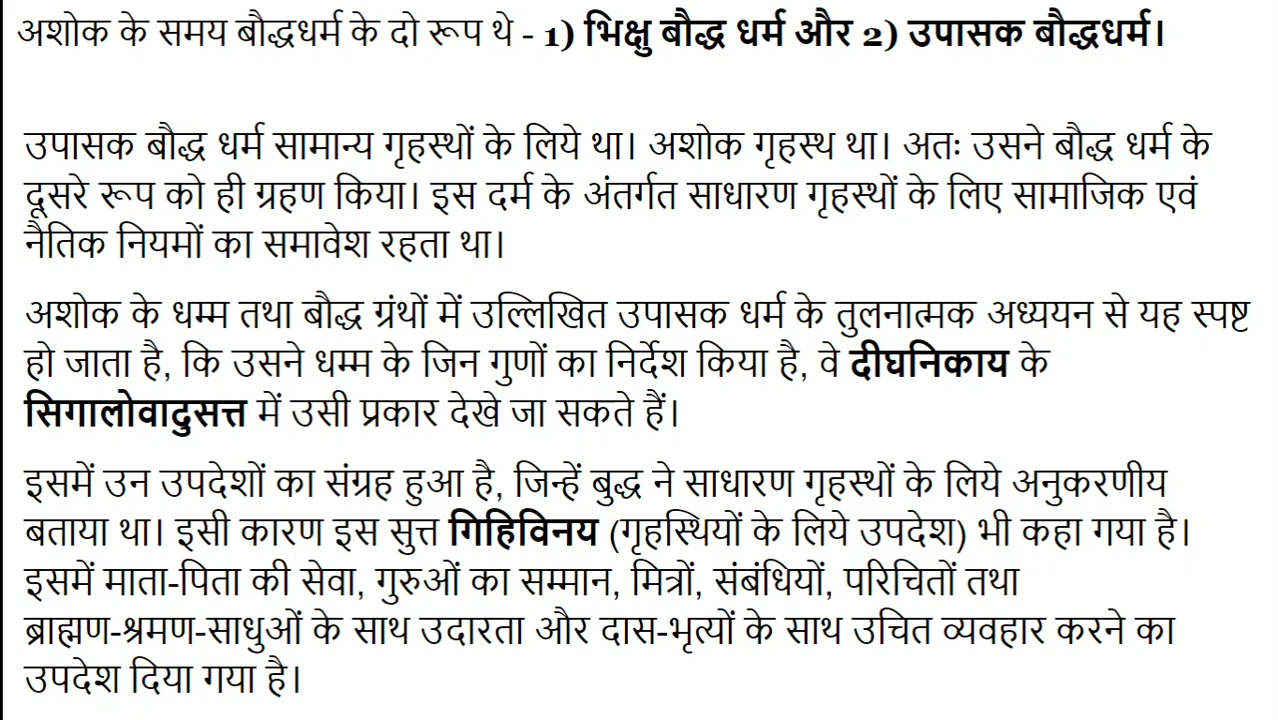 अशोक के समय बौद्धधर्म के दो रूप थे - 1) भिक्षु बौद्ध धर्म और 2) उपासक बौद्धधर्म।
उपासक बौद्ध धर्म सामान्य गृहस्थों के लिये था। अशोक गृहस्थ था। अतः उसने बौद्ध धर्म के
दूसरे रूप को ही ग्रहण किया। इस दर्म के अंतर्गत साधारण गृहस्थों के लिए सामाजिक एवं
नैतिक नियमों का समावेश रहता था।
अशोक के धम्म तथा बौद्ध ग्रंथों में उल्लिखित उपासक धर्म के तुलनात्मक अध्ययन से यह स्पष्ट
हो जाता है, कि उसने धम्म के जिन गुणों का निर्देश किया है, वे दीघनिकाय के
सिगालोवादुसत्त में उसी प्रकार देखे जा सकते हैं।
इसमें उन उपदेशों का संग्रह हुआ है, जिन्हें बुद्ध ने साधारण गृहस्थों के लिये अनुकरणीय
बताया था। इसी कारण इस सुत्त गिहिविनय (गृहस्थियों के लिये उपदेश) भी कहा गया है।
इसमें माता-पिता की सेवा, गुरुओं का सम्मान, मित्रों, संबंधियों, परिचितों तथा
ब्राह्मण-श्रमण-साधुओं के साथ उदारता और दास-भृत्यों के साथ उचित व्यवहार करने का
उपदेश दिया गया है।